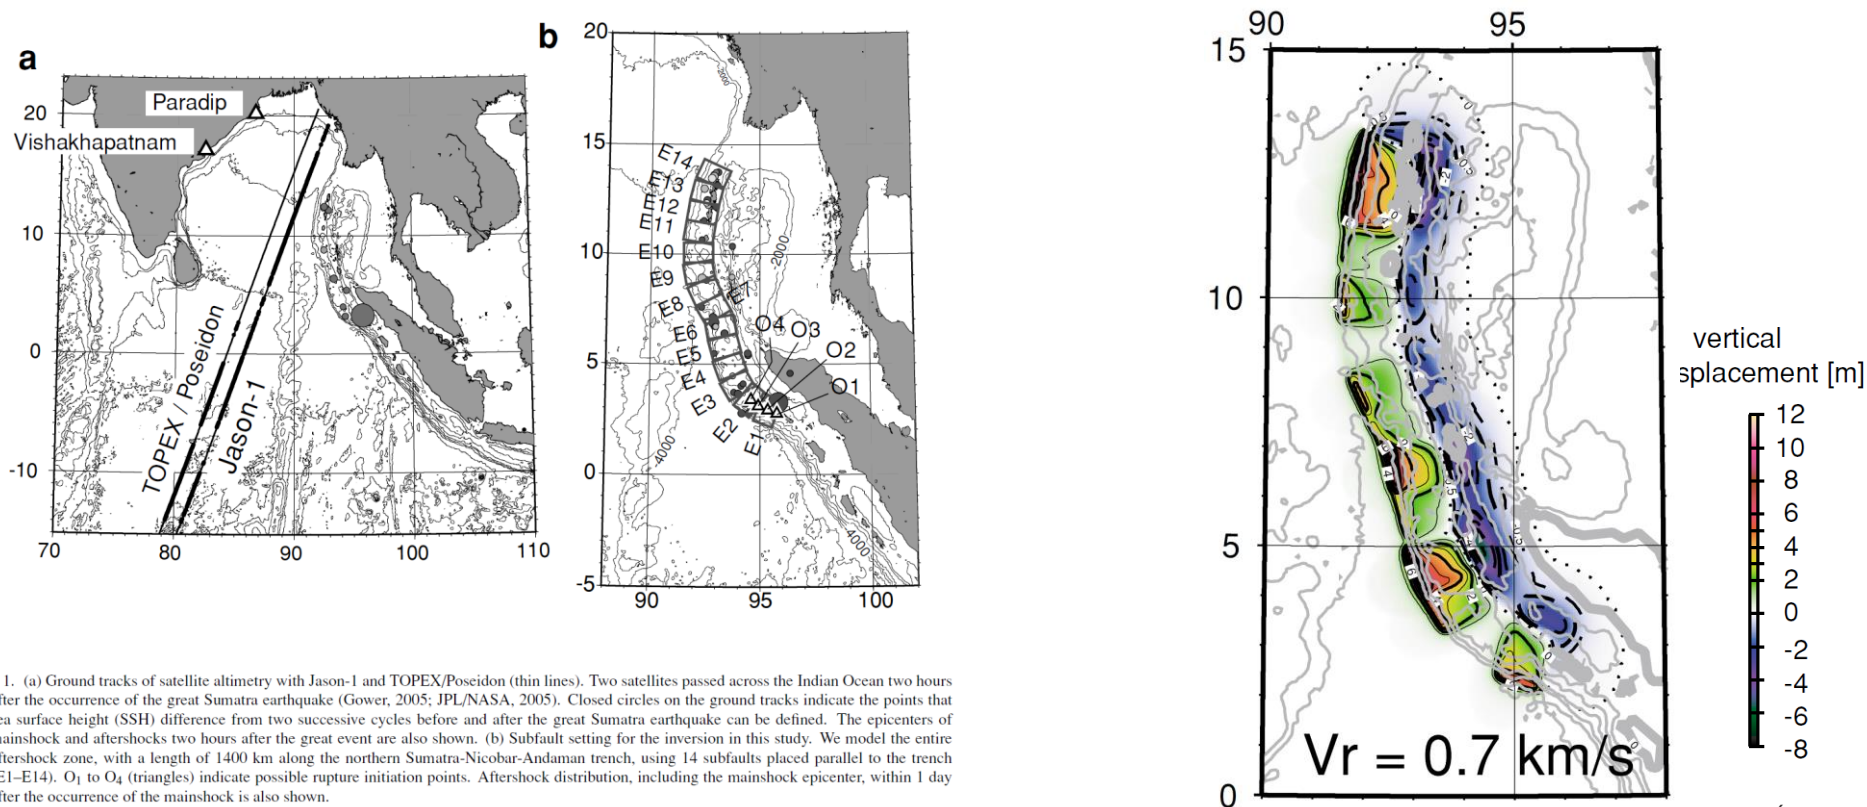 a
20
10
0
-10
70
80
90
100
110
Paradip
Vishakhapatnam
TOPEX / Poseidon
Jason-1
b
20
15
10
5
0
-5
90
95
100
E14
E12
E11
E10
E9
E8
E7
E6
E5
E4
E3
E2
E1
O4
O3
O2
O1
2000
4000
4000
90
95
15
10
5
0
Vr = 0.7 km/s
vertical
splacement [m]
12
10
8
6
4
2
0
-2
-4
-6
-8
1. (a) Ground tracks of satellite altimetry with Jason-1 and TOPEX/Poseidon (thin lines). Two satellites passed across the Indian Ocean two hours
fter the occurrence of the great Sumatra earthquake (Gower, 2005; JPL/NASA, 2005). Closed circles on the ground tracks indicate the points that
ea surface height (SSH) difference from two successive cycles before and after the great Sumatra earthquake can be defined. The epicenters of
ainshock and aftershocks two hours after the great event are also shown. (b) Subfault setting for the inversion in this study. We model the entire
ftershock zone, with a length of 1400 km along the northern Sumatra-Nicobar-Andaman trench, using 14 subfaults placed parallel to the trench
E1–E14). O1 to O4 (triangles) indicate possible rupture initiation points. Aftershock distribution, including the mainshock epicenter, within 1 day
fter the occurrence of the mainshock is also shown.